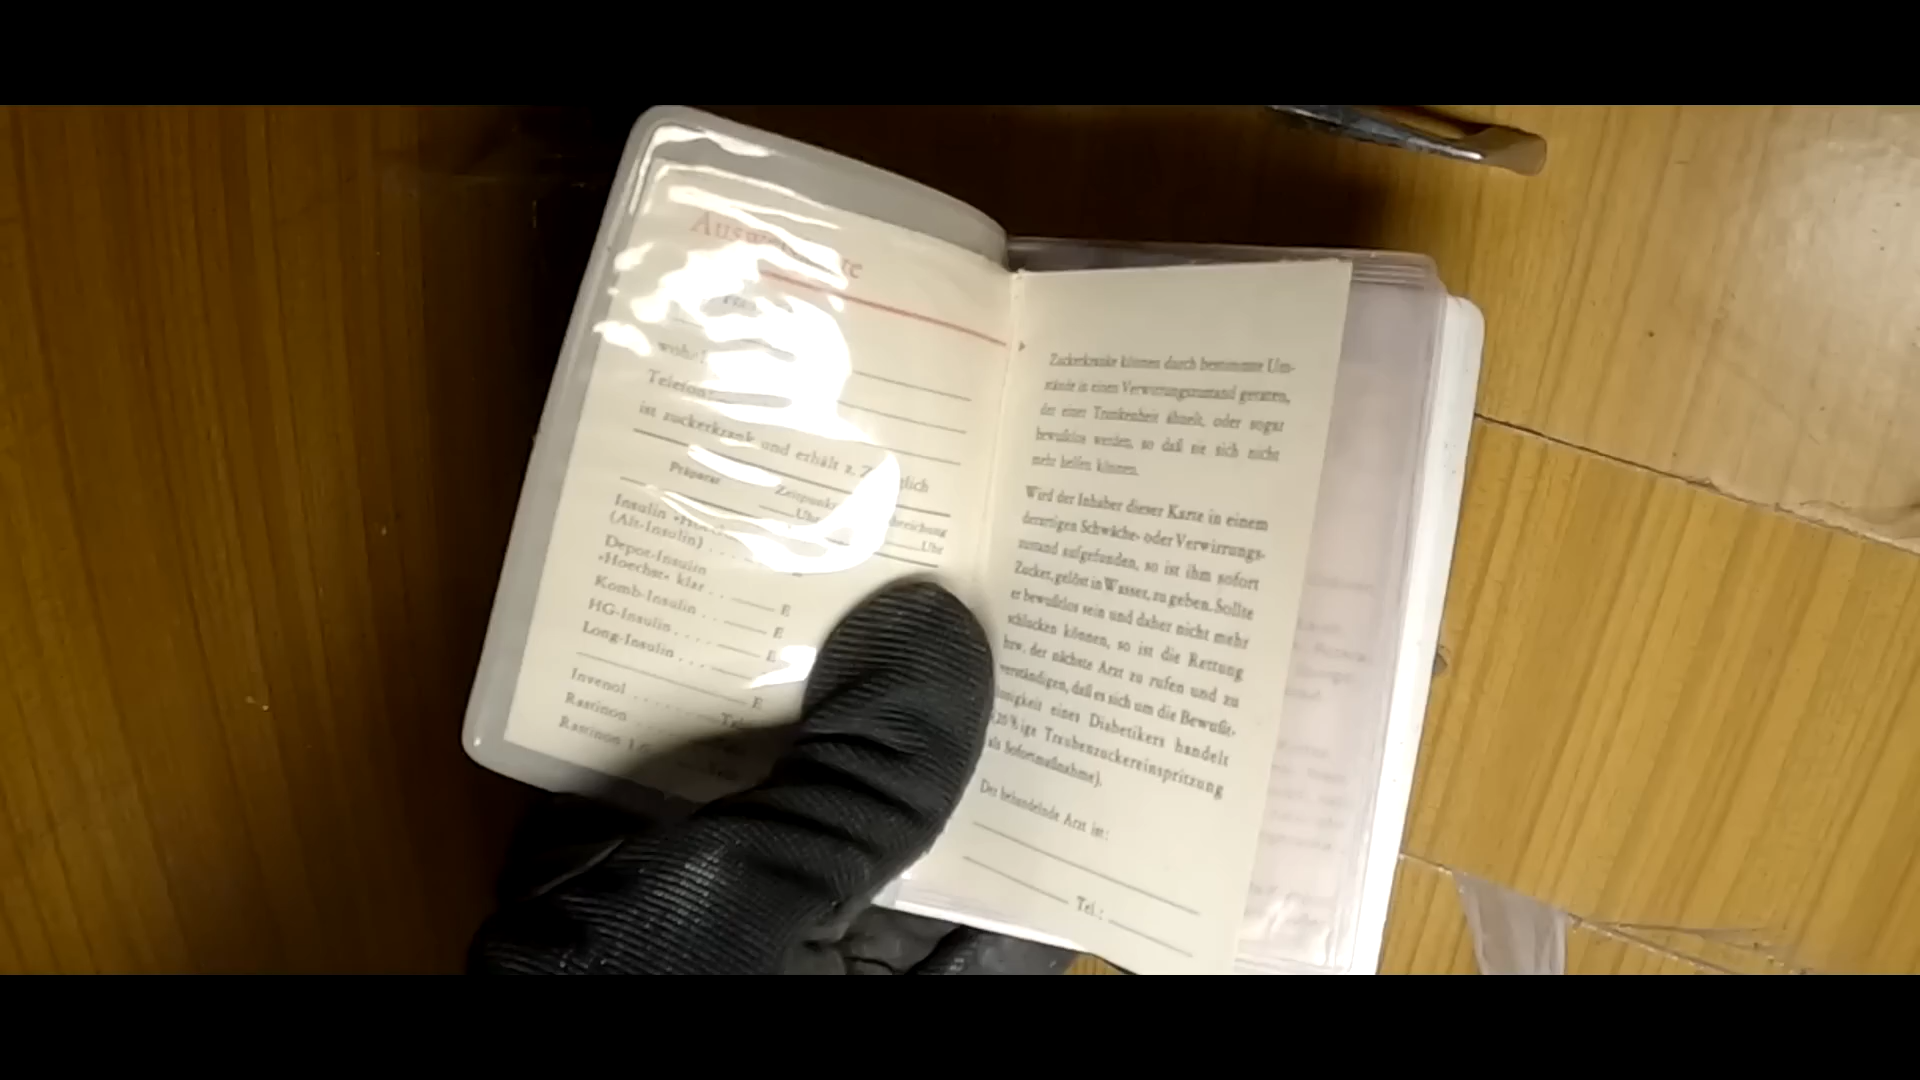 ist zuckerkrank und erhält z. Z. täglich
Präparat
Zeitpunkt
Uhr
Uhr
Insulin
(Alt-Insulin) . .
Depot-Insulin
»Hoechst« klar . . E
Komb-Insulin . . E
HG-Insulin . . . . E
Long-Insulin . . .
E
Invenol . . . . . . .
Rastinon . . . . .
Rastinon
Zuckerkranke können durch bestimmte Um-
stände in einen Verwirrungszustand geraten,
der einer Trunkenheit ähnelt, oder sogar
bewußtlos werden, so daß sie sich nicht
mehr helfen können.
Wird der Inhaber dieser Karte in einem
derartigen Schwäche- oder Verwirrungs-
zustand aufgefunden, so ist ihm sofort
Zucker, gelöst in Wasser, zu geben. Sollte
er bewußtlos sein und daher nicht mehr
schlucken können, so ist die Rettung
bzw. der nächste Arzt zu rufen und zu
verständigen, daß es sich um die Bewußt-
losigkeit eines Diabetikers handelt
(20%ige Traubenzuckereinspritzung
als Sofortmaßnahme).
Der behandelnde Arzt ist:
Tel.: